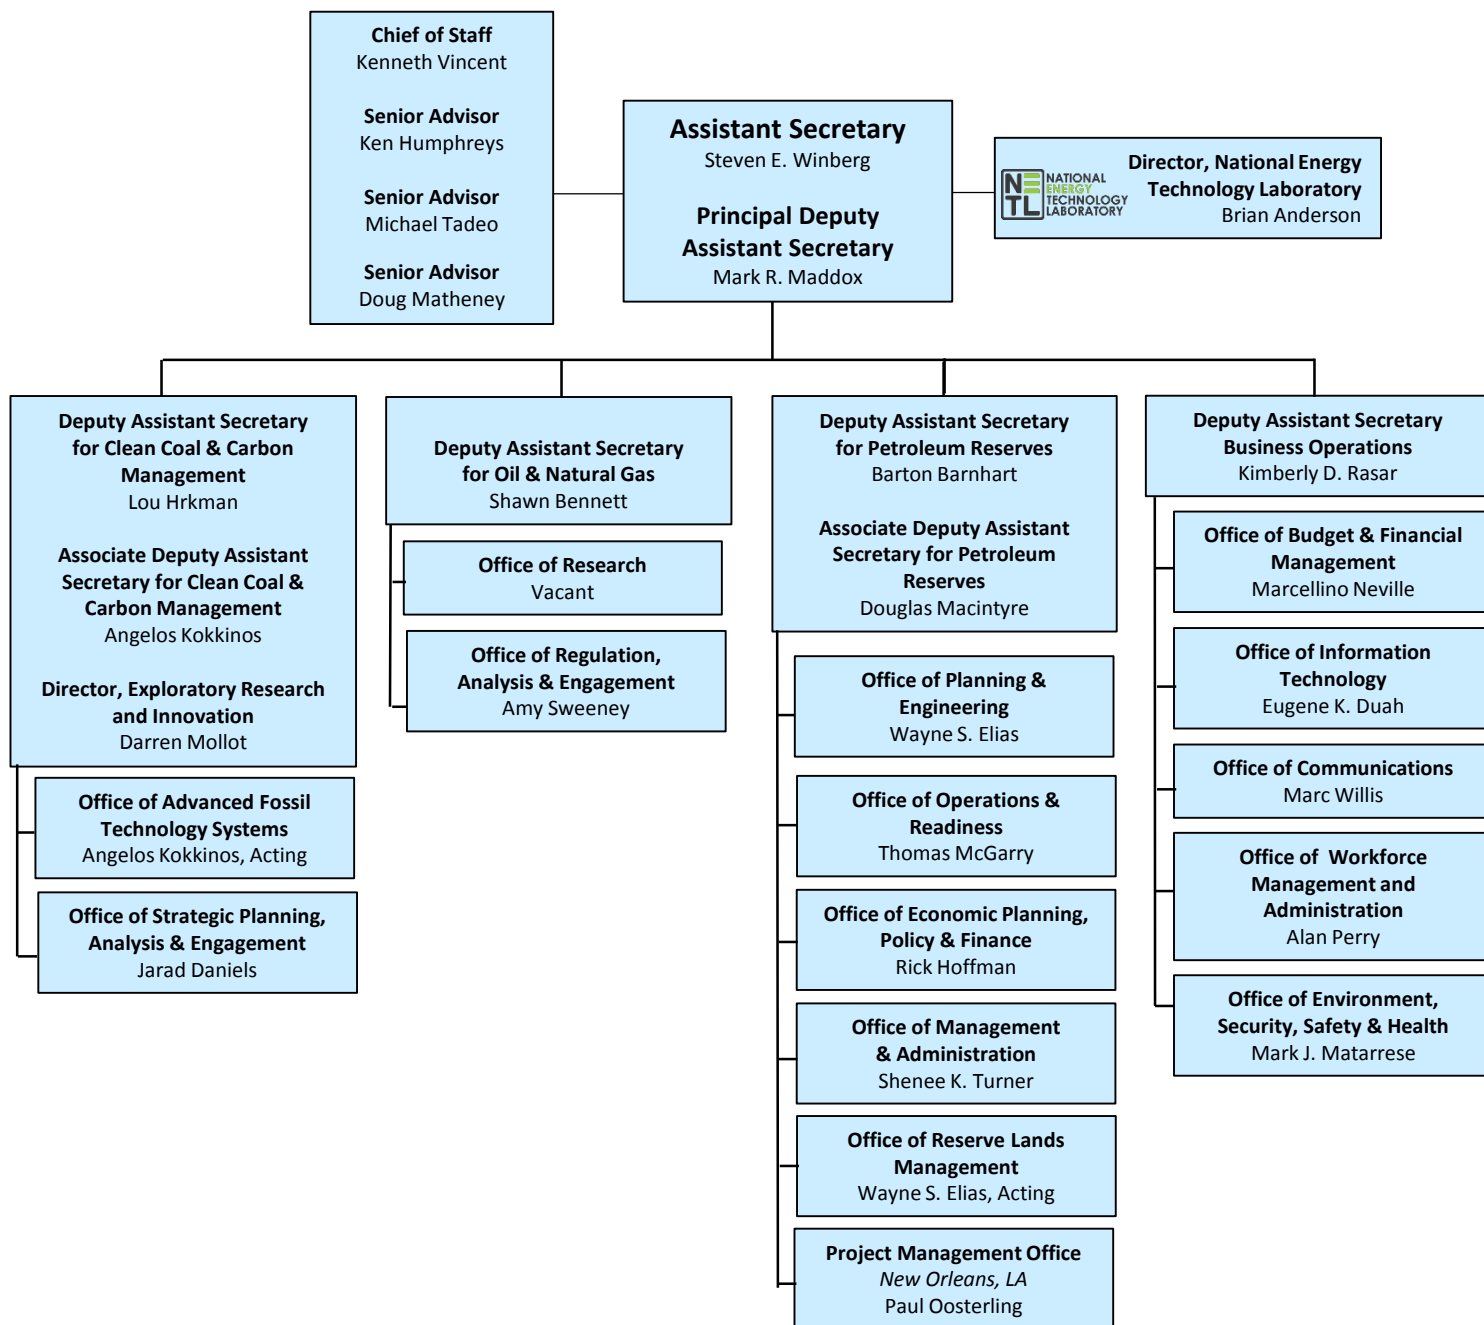 Chief of Staff
Kenneth Vincent
Senior Advisor
Ken Humphreys
Senior Advisor
Michael Tadeo
Senior Advisor
Doug Matheney
Assistant Secretary
Steven E. Winberg
Principal Deputy
Assistant Secretary
Mark R. Maddox
NE
TL
NATIONAL
ENERGY
TECHNOLOGY
LABORATORY
Director, National Energy
Technology Laboratory
Brian Anderson
Deputy Assistant Secretary
for Clean Coal & Carbon
Management
Lou Hrkman
Associate Deputy Assistant
Secretary for Clean Coal &
Carbon Management
Angelos Kokkinos
Director, Exploratory Research
and Innovation
Darren Mollot
Office of Advanced Fossil
Technology Systems
Angelos Kokkinos, Acting
Office of Strategic Planning,
Analysis & Engagement
Jarad Daniels
Deputy Assistant Secretary
for Oil & Natural Gas
Shawn Bennett
Office of Research
Vacant
Office of Regulation,
Analysis & Engagement
Amy Sweeney
Deputy Assistant Secretary
for Petroleum Reserves
Barton Barnhart
Associate Deputy Assistant
Secretary for Petroleum
Reserves
Douglas Macintyre
Office of Planning &
Engineering
Wayne S. Elias
Office of Operations &
Readiness
Thomas McGarry
Office of Economic Planning,
Policy & Finance
Rick Hoffman
Office of Management
& Administration
Shenee K. Turner
Office of Reserve Lands
Management
Wayne S. Elias, Acting
Project Management Office
New Orleans, LA
Paul Oosterling
Deputy Assistant Secretary
Business Operations
Kimberly D. Rasar
Office of Budget & Financial
Management
Marcellino Neville
Office of Information
Technology
Eugene K. Duah
Office of Communications
Marc Willis
Office of  Workforce
Management and
Administration
Alan Perry
Office of Environment,
Security, Safety & Health
Mark J. Matarrese